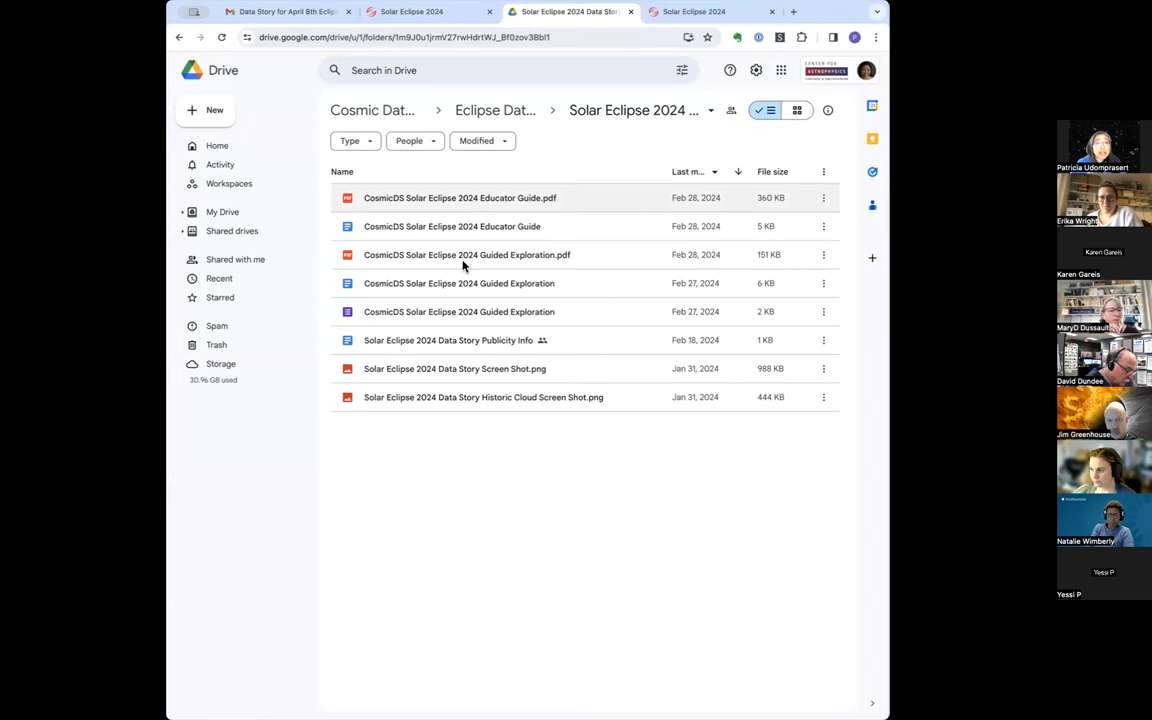 Data Story for April 8th Eclip
Solar Eclipse 2024
Solar Eclipse 2024 Data Stor
Solar Eclipse 2024
drive.google.com/drive/u/1/folders/1m9J0u1jrmV27rwHdrtWJ_Bf0zov3Bbl1
P
Drive
Search in Drive
CENTER FOR
ASTROPHYSICS
New
Cosmic Dat...
Eclipse Dat...
Solar Eclipse 2024 ...
Type
People
Modified
Home
Activity
Workspaces
My Drive
Shared drives
Shared with me
Recent
Starred
Spam
Trash
Storage
30.96 GB used
Name
Last m...
File size
CosmicDS Solar Eclipse 2024 Educator Guide.pdf
Feb 28, 2024
360 KB
CosmicDS Solar Eclipse 2024 Educator Guide
Feb 28, 2024
5 KB
CosmicDS Solar Eclipse 2024 Guided Exploration.pdf
Feb 28, 2024
151 KB
CosmicDS Solar Eclipse 2024 Guided Exploration
Feb 27, 2024
6 KB
CosmicDS Solar Eclipse 2024 Guided Exploration
Feb 27, 2024
2 KB
Solar Eclipse 2024 Data Story Publicity Info
Feb 18, 2024
1 KB
Solar Eclipse 2024 Data Story Screen Shot.png
Jan 31, 2024
988 KB
Solar Eclipse 2024 Data Story Historic Cloud Screen Shot.png
Jan 31, 2024
444 KB
Patricia Udomprasert
Erika Wright
Karen Gareis
Karen Gareis
MaryD Dussault
David Dundee
Jim Greenhouse
Natalie Wimberly
Yessi P
Yessi P